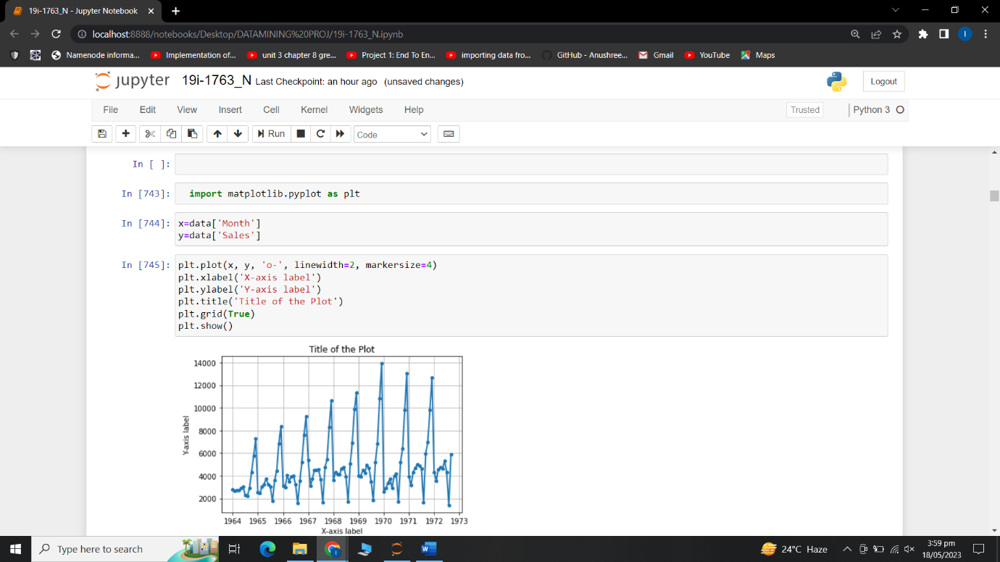 19i-1763_N - Jupyter Notebook
localhost:8888/notebooks/Desktop/DATAMINING%20PROJ/19i-1763_N.ipynb
I
Namenode informa... Implementation of... unit 3 chapter 8 gre... Project 1: End To En... importing data fro... GitHub - Anushree... Gmail YouTube Maps
jupyter 19i-1763_N Last Checkpoint: an hour ago (unsaved changes) Logout
File Edit View Insert Cell Kernel Widgets Help Trusted Python 3
Run Code
In [ ]:
In [743]: import matplotlib.pyplot as plt
In [744]: x=data['Month']
y=data['Sales']
In [745]: plt.plot(x, y, 'o-', linewidth=2, markersize=4)
plt.xlabel('X-axis label')
plt.ylabel('Y-axis label')
plt.title('Title of the Plot')
plt.grid(True)
plt.show()
Title of the Plot
14000
12000
10000
8000
6000
4000
2000
Y-axis label
1964 1965 1966 1967 1968 1969 1970 1971 1972 1973
X-axis label
Type here to search
24°C Haze
3:59 pm
18/05/2023